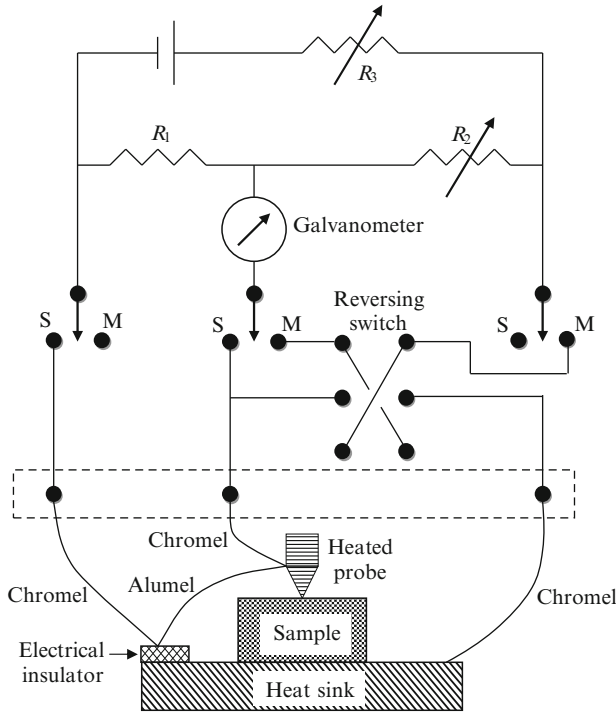 R3
R1
R2
Galvanometer
S
M
S
M
Reversing
switch
S
M
Chromel
Heated
probe
Alumel
Chromel
Chromel
Sample
Electrical
insulator
Heat sink